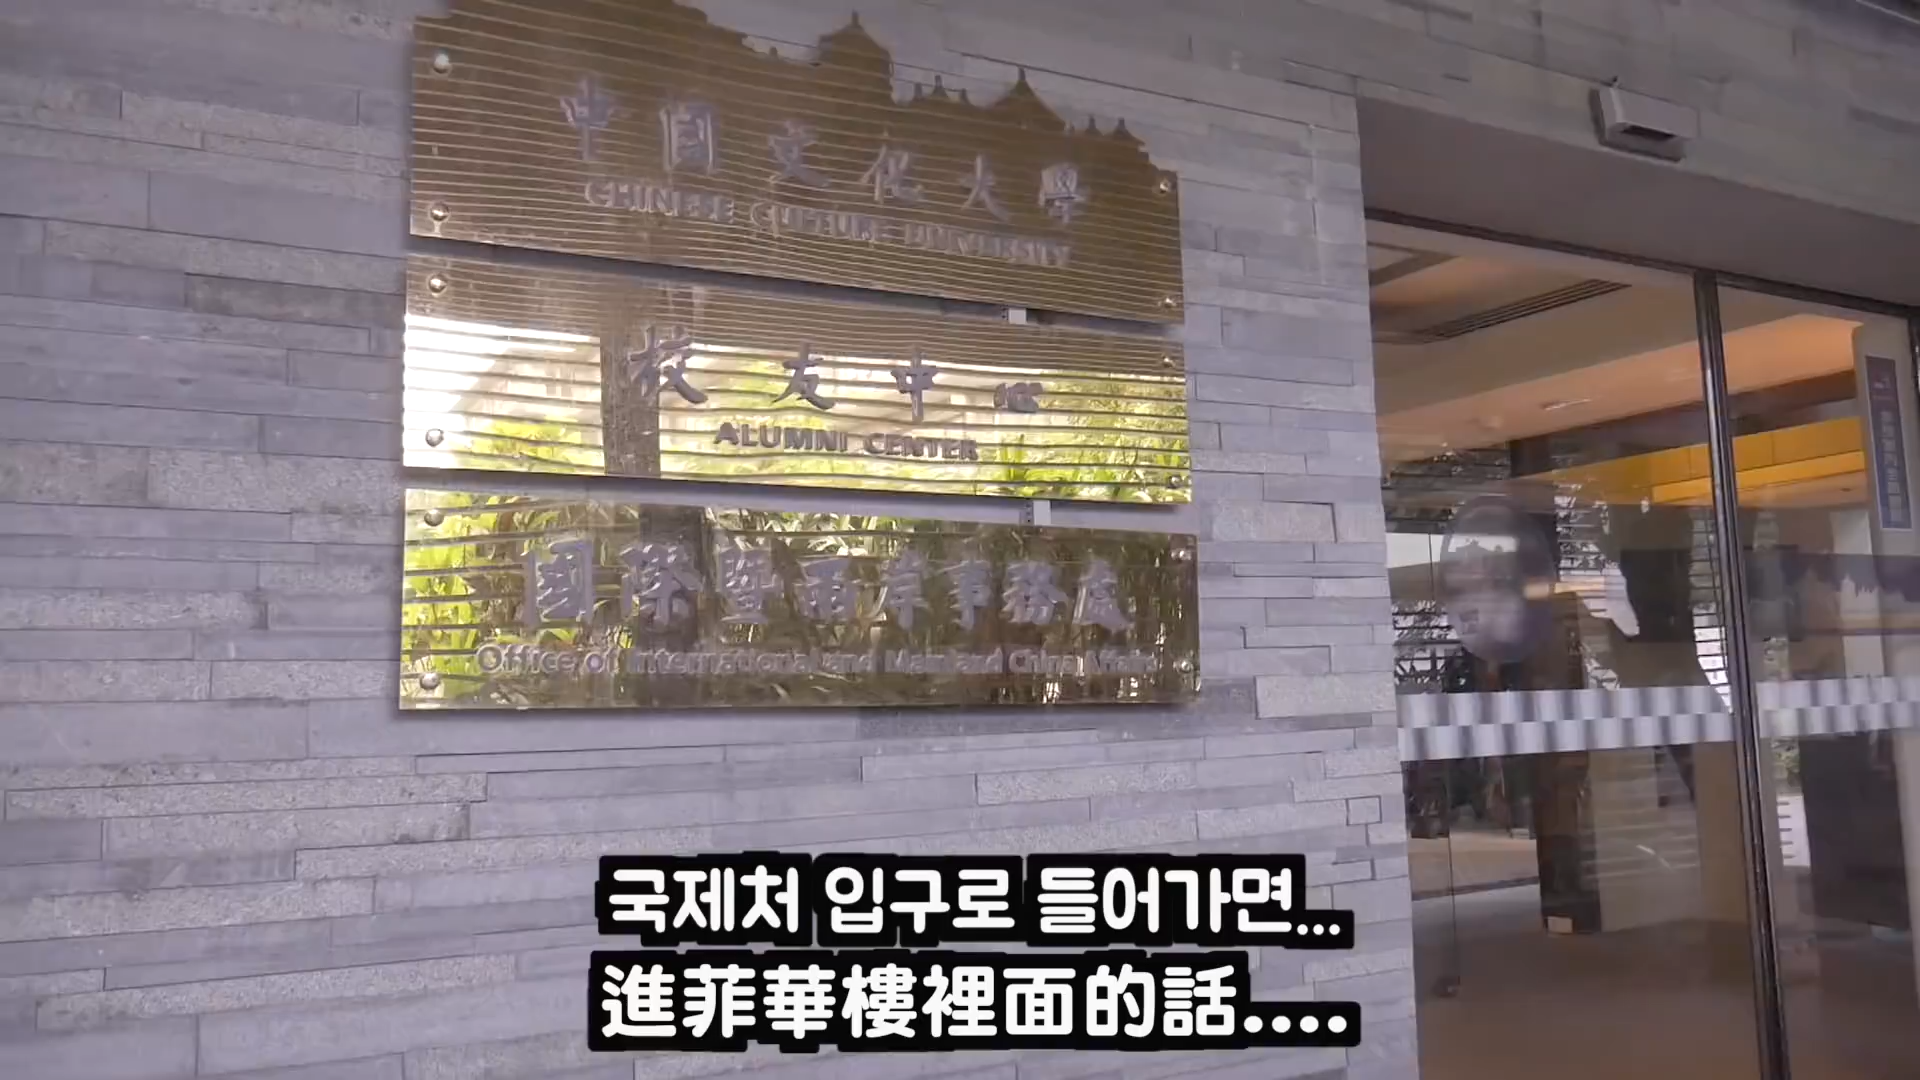 中國文化大學
CHINESE CULTURE UNIVERSITY
校友中心
ALUMNI CENTER
國際暨兩岸事務處
Office of International and Mainland China Affairs
국제처 입구로 들어가면...
進菲華樓裡面的話....